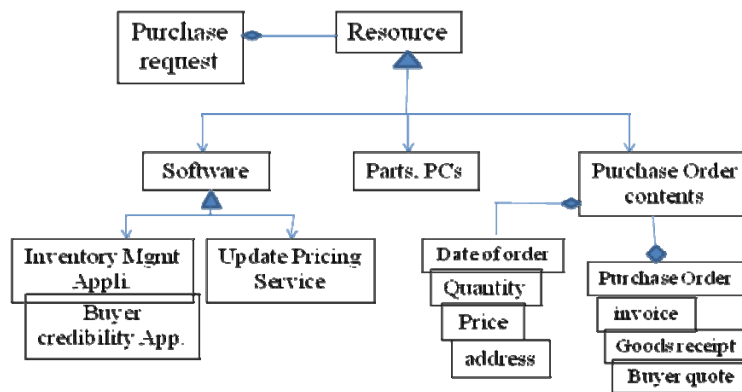 Purchase
request
Resource
Software
Parts. PCs
Purchase Order
contents
Inventory Mgmt
Appli.
Buyer
credibility App.
Update Pricing
Service
Date of order
Quantity
Price
address
Purchase Order
invoice
Goods receipt
Buyer quote